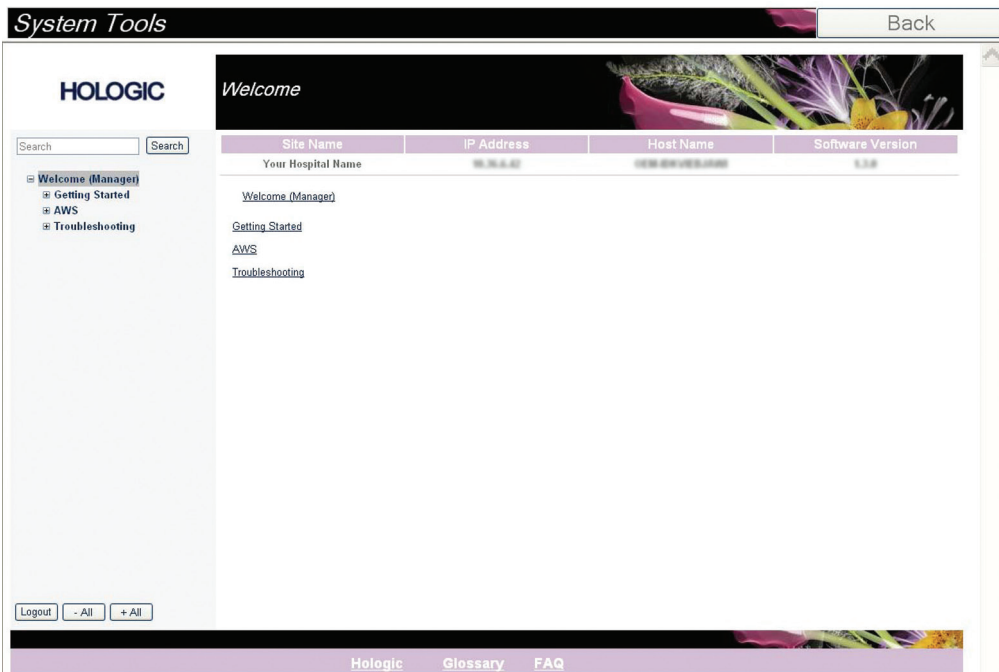 System Tools
Back
HOLOGIC
Welcome
Search
Search
Site Name IP Address Host Name Software Version
Your Hospital Name
Welcome (Manager)
Getting Started
AWS
Troubleshooting
Welcome (Manager)
Getting Started
AWS
Troubleshooting
Logout - All + All
Hologic Glossary FAQ